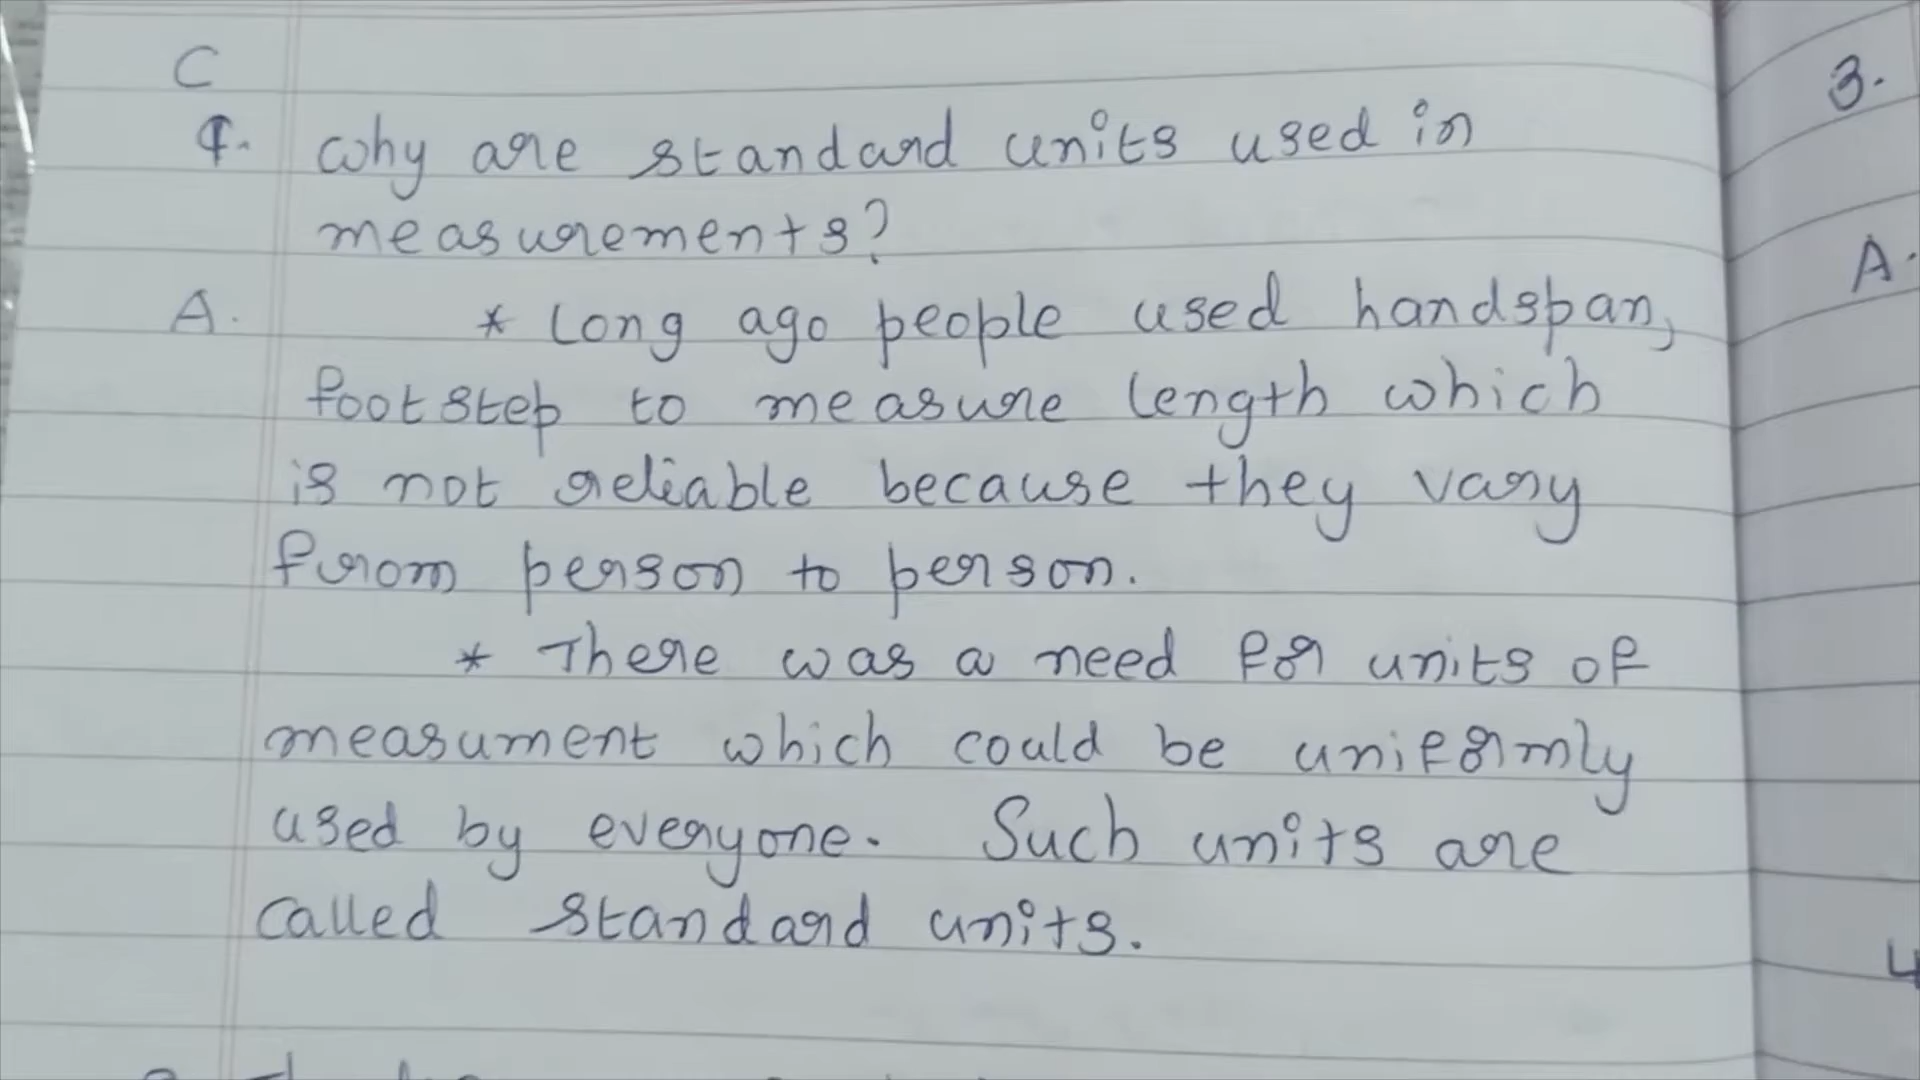 C
1. Why are standard units used in
measurements?
A. * Long ago people used handspan,
footstep to measure length which
is not reliable because they vary
from person to person.
* There was a need for units of
measument which could be uniformly
used by everyone. Such units are
called standard units.
3.
A.
4